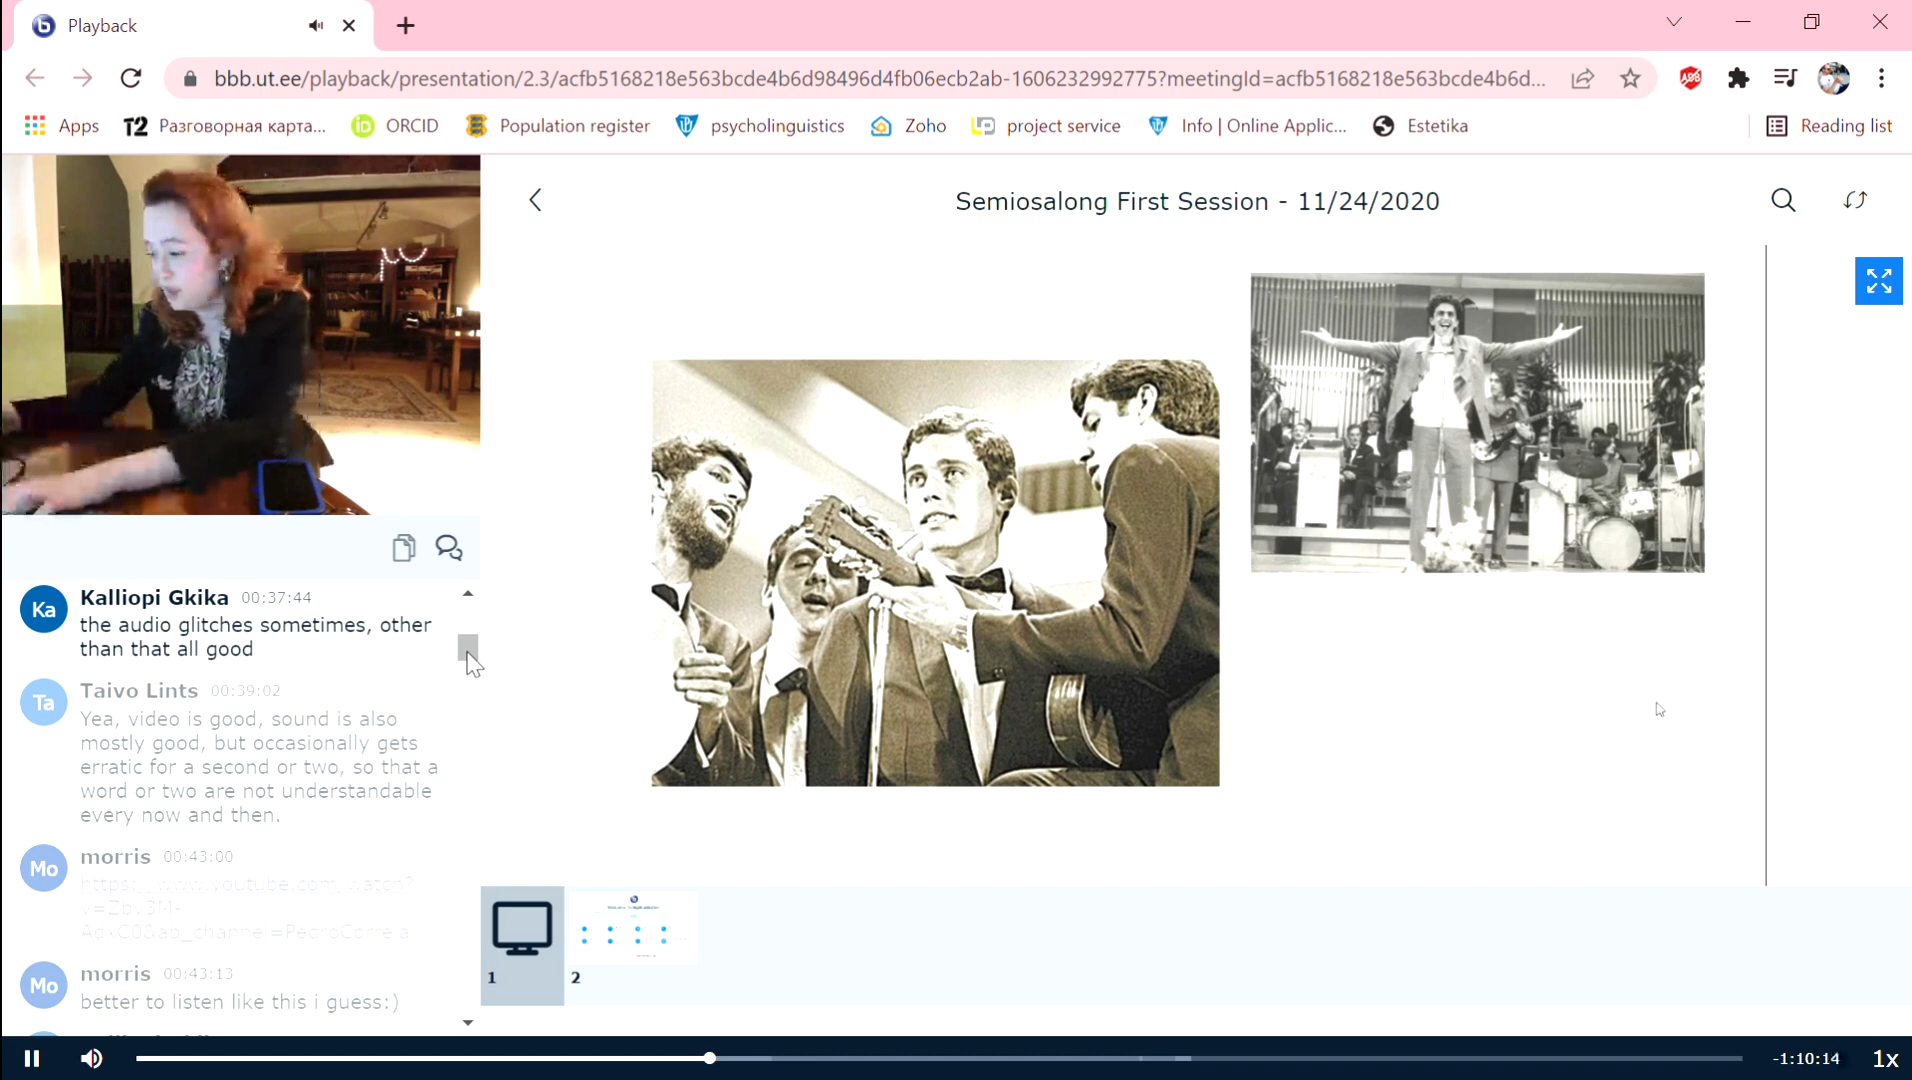 Playback
bbb.ut.ee/playback/presentation/2.3/acfb5168218e563bcde4b6d98496d4fb06ecb2ab-1606232992775?meetingId=acfb5168218e563bcde4b6d...
Apps
T2 Разговорная карта...
iD ORCID
Population register
psycholinguistics
Zoho
project service
Info | Online Applic...
Estetika
Reading list
Semiosalong First Session - 11/24/2020
Ka Kalliopi Gkika 00:37:44
the audio glitches sometimes, other
than that all good
Ta Taivo Lints 00:39:02
Yea, video is good, sound is also
mostly good, but occasionally gets
erratic for a second or two, so that a
word or two are not understandable
every now and then.
Mo morris 00:43:00
Mo morris 00:43:13
better to listen like this i guess:)
1
2
-1:10:14
1x